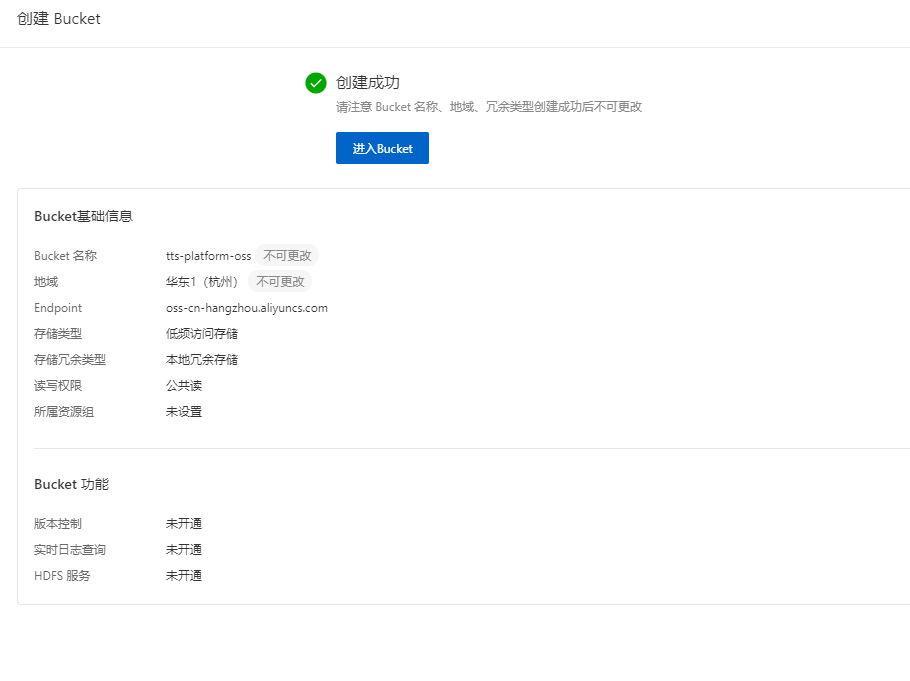 创建 Bucket
创建成功
请注意 Bucket 名称、地域、冗余类型创建成功后不可更改
进入Bucket
Bucket基础信息
Bucket 名称 tts-platform-oss 不可更改
地域 华东1（杭州） 不可更改
Endpoint oss-cn-hangzhou.aliyuncs.com
存储类型 低频访问存储
存储冗余类型 本地冗余存储
读写权限 公共读
所属资源组 未设置
Bucket 功能
版本控制 未开通
实时日志查询 未开通
HDFS 服务 未开通